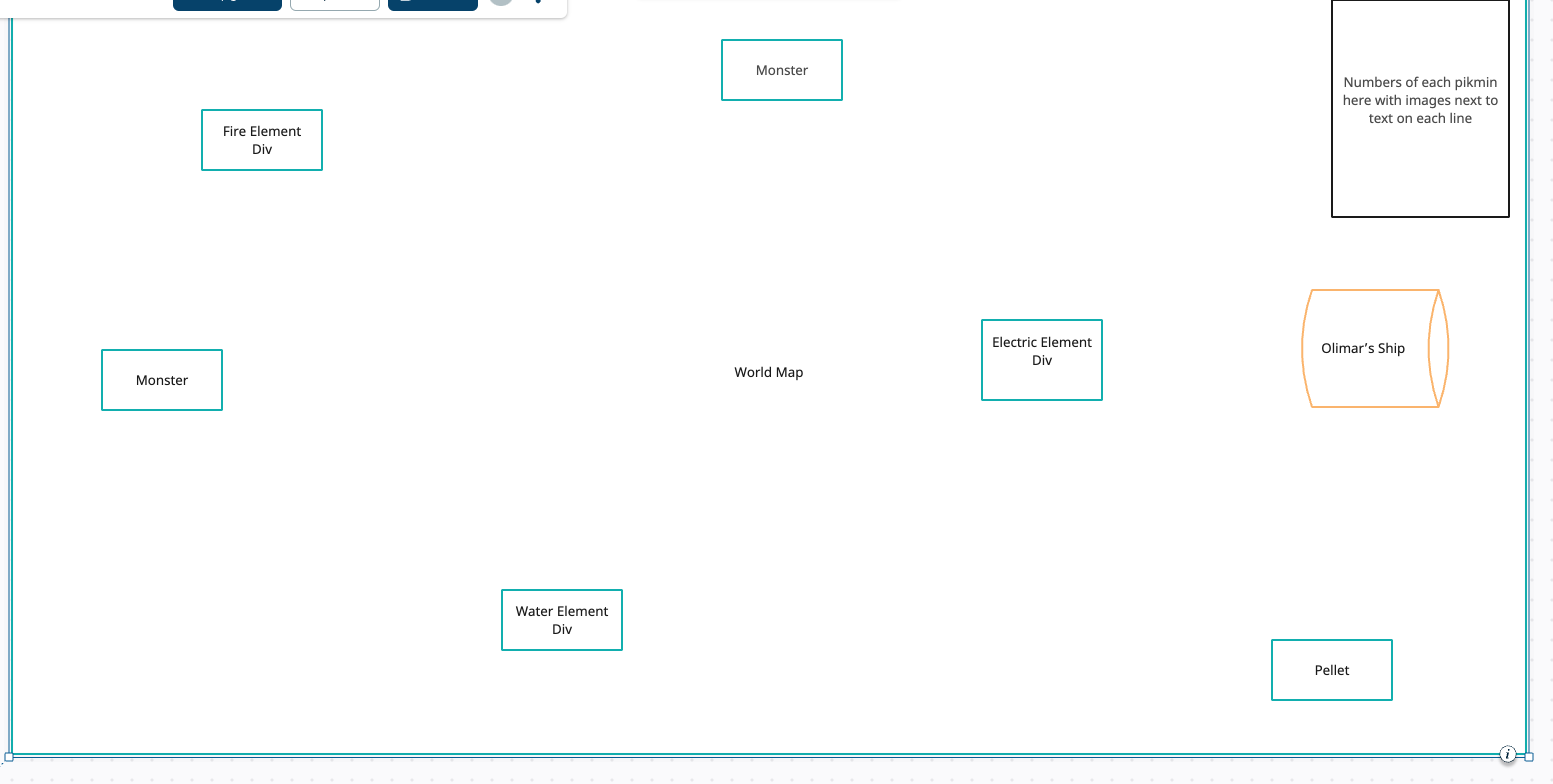 Monster
Numbers of each pikmin
here with images next to
text on each line
Fire Element
Div
Olimar’s Ship
Electric Element
Div
World Map
Monster
Water Element
Div
Pellet
i